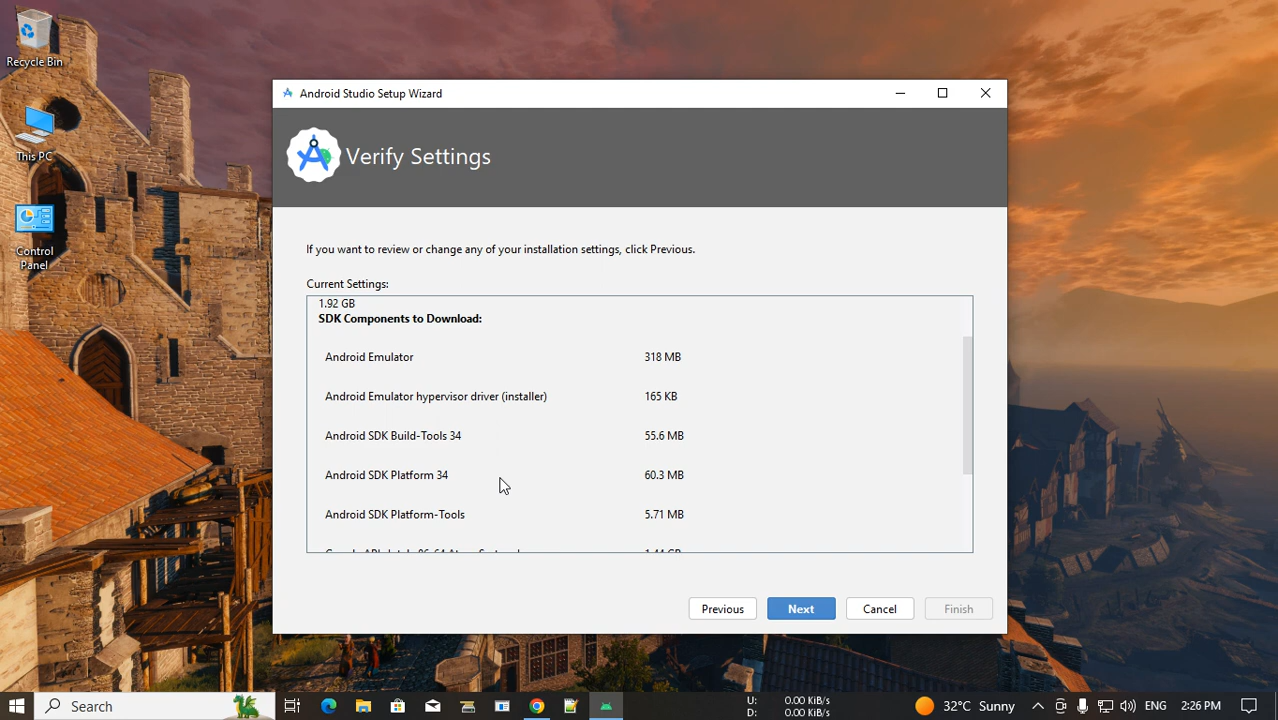 Recycle Bin
This PC
Control
Panel
Android Studio Setup Wizard
Verify Settings
If you want to review or change any of your installation settings, click Previous.
Current Settings:
1.92 GB
SDK Components to Download:
Android Emulator 318 MB
Android Emulator hypervisor driver (installer) 165 KB
Android SDK Build-Tools 34 55.6 MB
Android SDK Platform 34 60.3 MB
Android SDK Platform-Tools 5.71 MB
Previous Next Cancel Finish
Search
U: 0.00 KiB/s
D: 0.00 KiB/s
32°C Sunny
ENG
2:26 PM